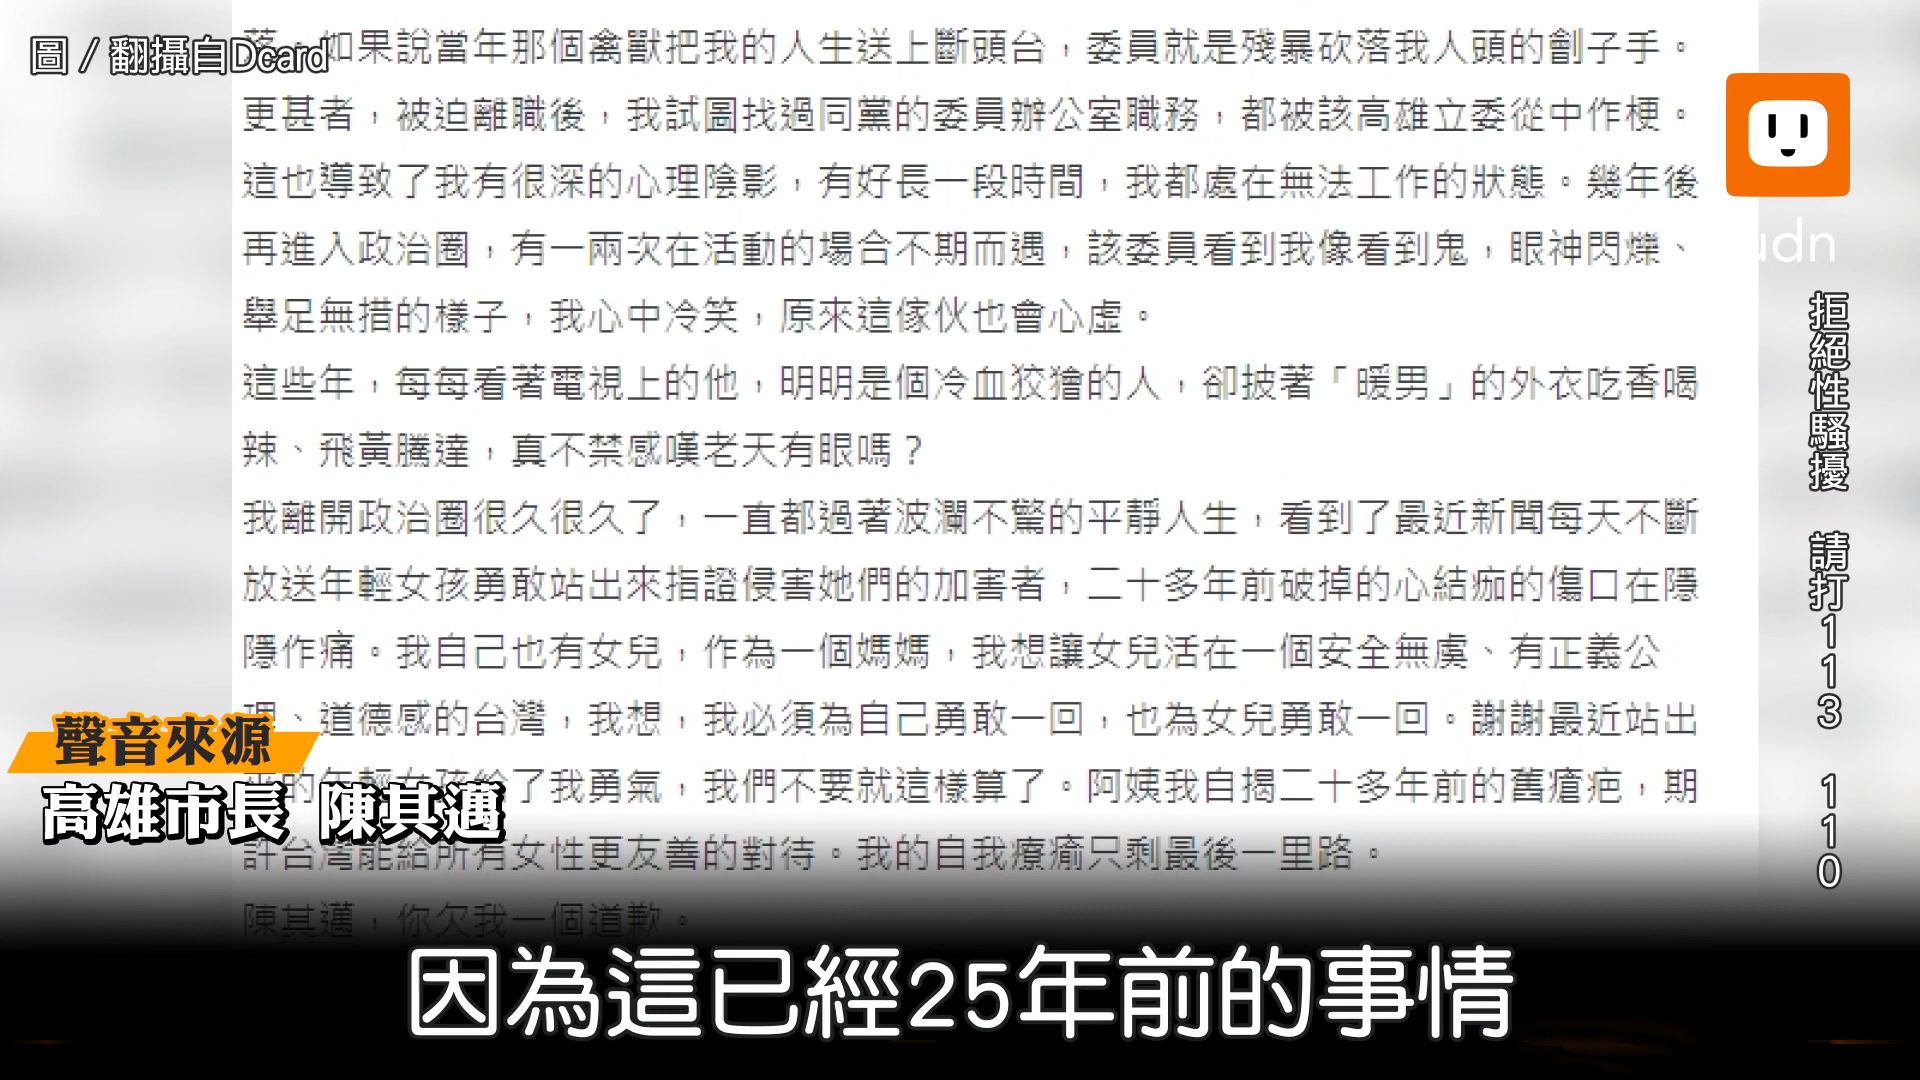 圖/翻攝自Dcard
如果說當年那個禽獸把我的人生送上斷頭台，委員就是殘暴砍落我人頭的劊子手。
更甚者，被迫離職後，我試圖找過同黨的委員辦公室職務，都被該高雄立委從中作梗。
這也導致了我有很深的心理陰影，有好長一段時間，我都處在無法工作的狀態。幾年後
再進入政治圈，有一兩次在活動的場合不期而遇，該委員看到我像看到鬼，眼神閃爍、
舉足無措的樣子，我心中冷笑，原來這傢伙也會心虛。
這些年，每每看著電視上的他，明明是個冷血狡獪的人，卻披著「暖男」的外衣吃香喝
辣、飛黃騰達，真不禁感嘆老天有眼嗎？
我離開政治圈很久很久了，一直都過著波瀾不驚的平靜人生，看到了最近新聞每天不斷
放送年輕女孩勇敢站出來指證侵害她們的加害者，二十多年前破掉的心結痂的傷口在隱
隱作痛。我自己也有女兒，作為一個媽媽，我想讓女兒活在一個安全無虞、有正義公
理、道德感的台灣，我想，我必須為自己勇敢一回，也為女兒勇敢一回。謝謝最近站出
來的年輕女孩給了我勇氣，我們不要就這樣算了。阿姨我自揭二十多年前的舊瘡疤，期
許台灣能給所有女性更友善的對待。我的自我療癒只剩最後一里路。
陳其邁，你欠我一個道歉。
udn
拒絕性騷擾 請打113 110
聲音來源
高雄市長 陳其邁
因為這已經25年前的事情